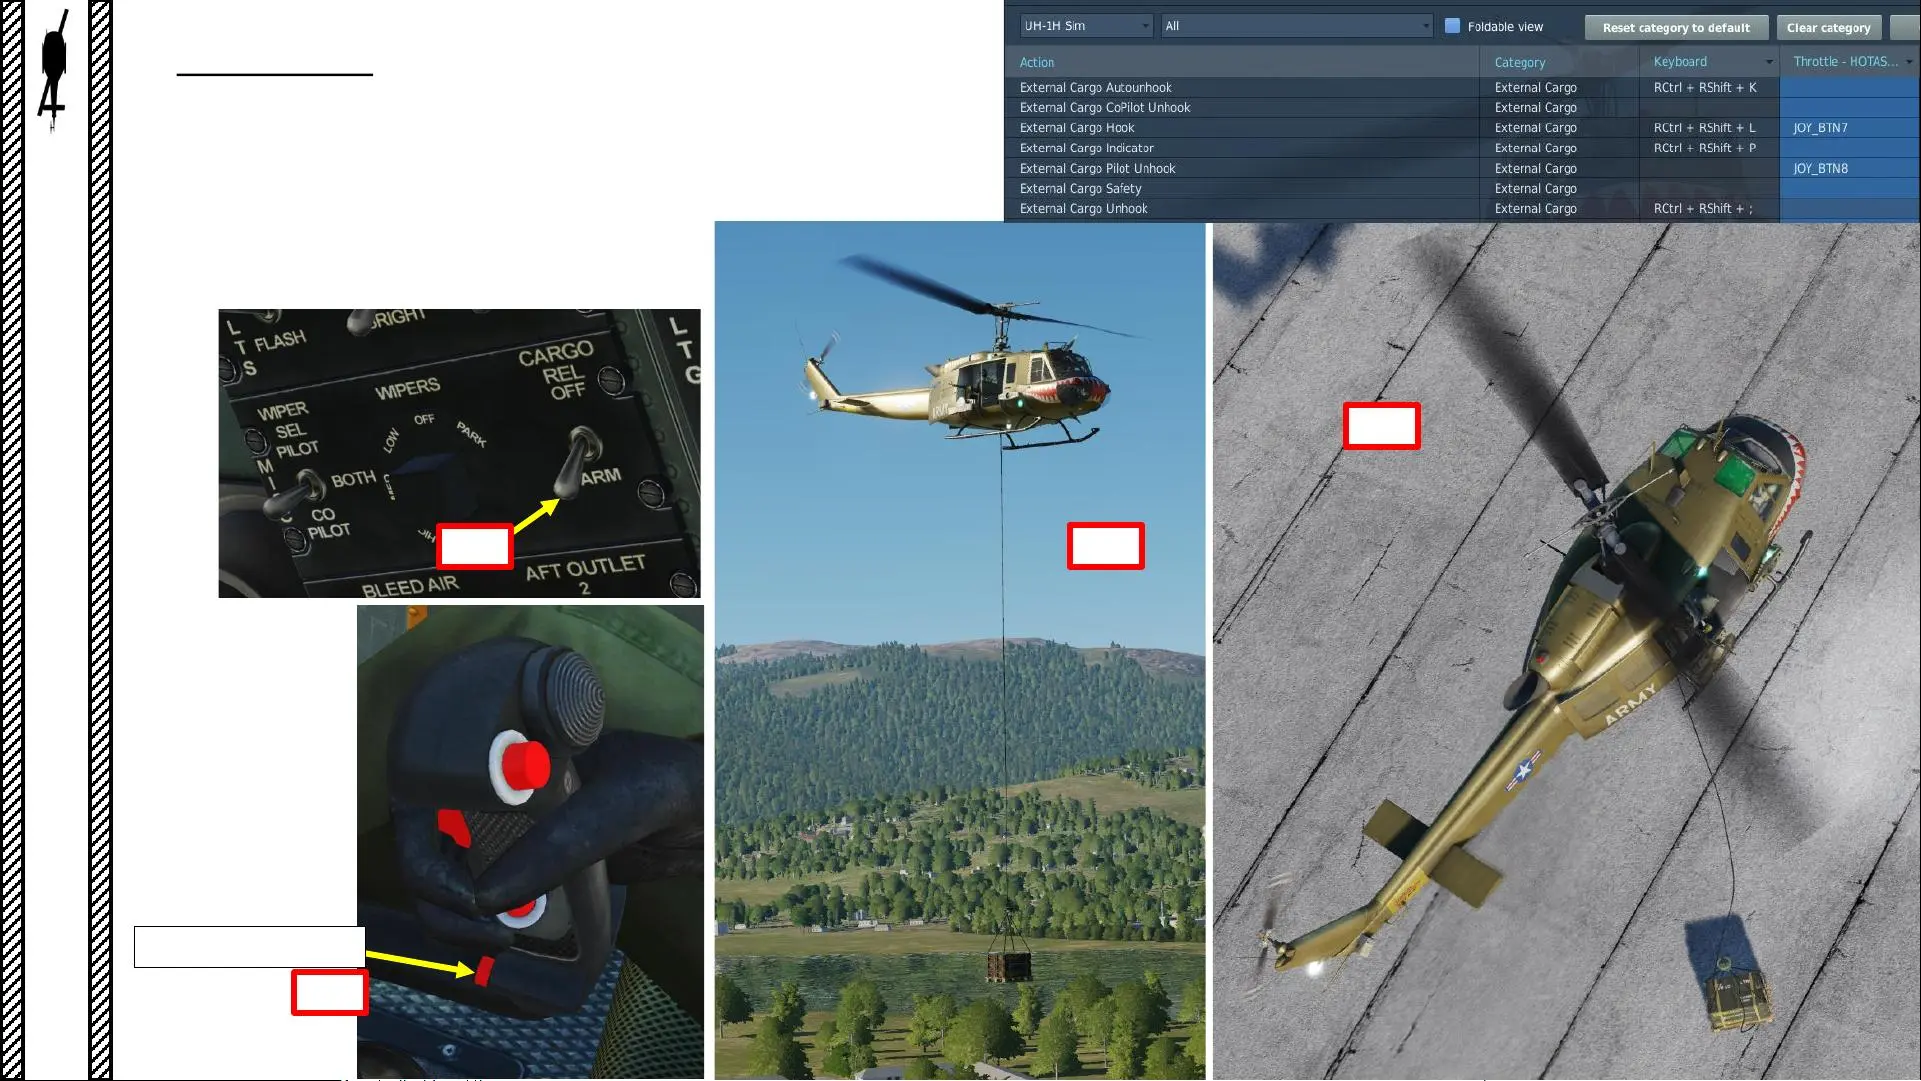 UH-1H Sim
All
Foldable view
Reset category to default
Clear category
Action
Category
Keyboard
Throttle - HOTAS...
External Cargo Autounhook
External Cargo
RCtrl + RShift + K
External Cargo CoPilot Unhook
External Cargo
External Cargo Hook
External Cargo
RCtrl + RShift + L
JOY_BTN7
External Cargo Indicator
External Cargo
RCtrl + RShift + P
External Cargo Pilot Unhook
External Cargo
JOY_BTN8
External Cargo Safety
External Cargo
External Cargo Unhook
External Cargo
RCtrl + RShift + ;
LTS
FLASH
BRIGHT
LTG
CARGO
REL
OFF
ARM
WIPERS
OFF
LOW
PARK
WIPER
SEL
PILOT
BOTH
CO
PILOT
BLEED AIR
AFT OUTLET
2
ARMY
ARMY
H